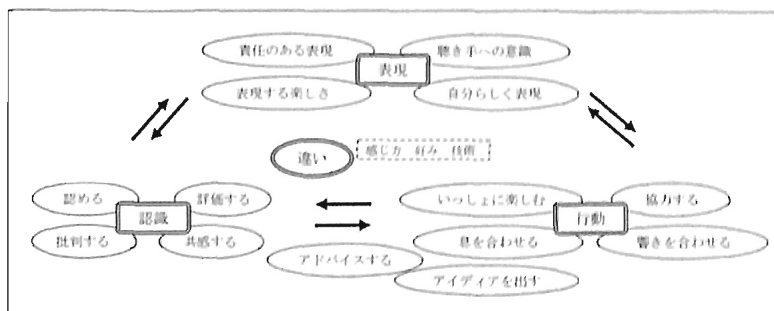 責任のある表現 聴き手への意識
表現
表現する楽しさ 自分らしく表現
違い 感じ方 好み 技術
認める 評価する
認識
批判する 共感する
いっしょに楽しむ 協力する
行動
息を合わせる 響きを合わせる
アドバイスする
アイディアを出す